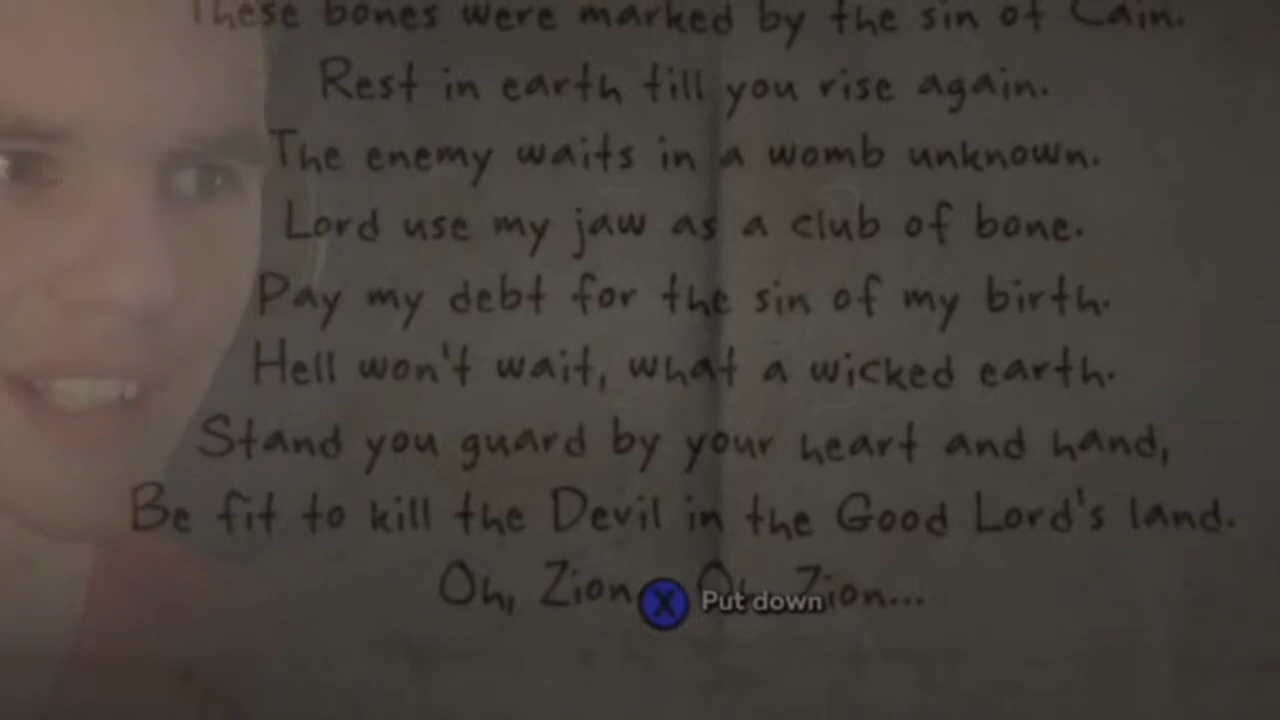 These bones were marked by the sin of Cain.
Rest in earth till you rise again.
The enemy waits in a womb unknown.
Lord use my jaw as a club of bone.
Pay my debt for the sin of my birth.
Hell won't wait, what a wicked earth.
Stand you guard by your heart and hand,
Be fit to kill the Devil in the Good Lord's land.
Oh, Zion Oh, Zion...
X Put down